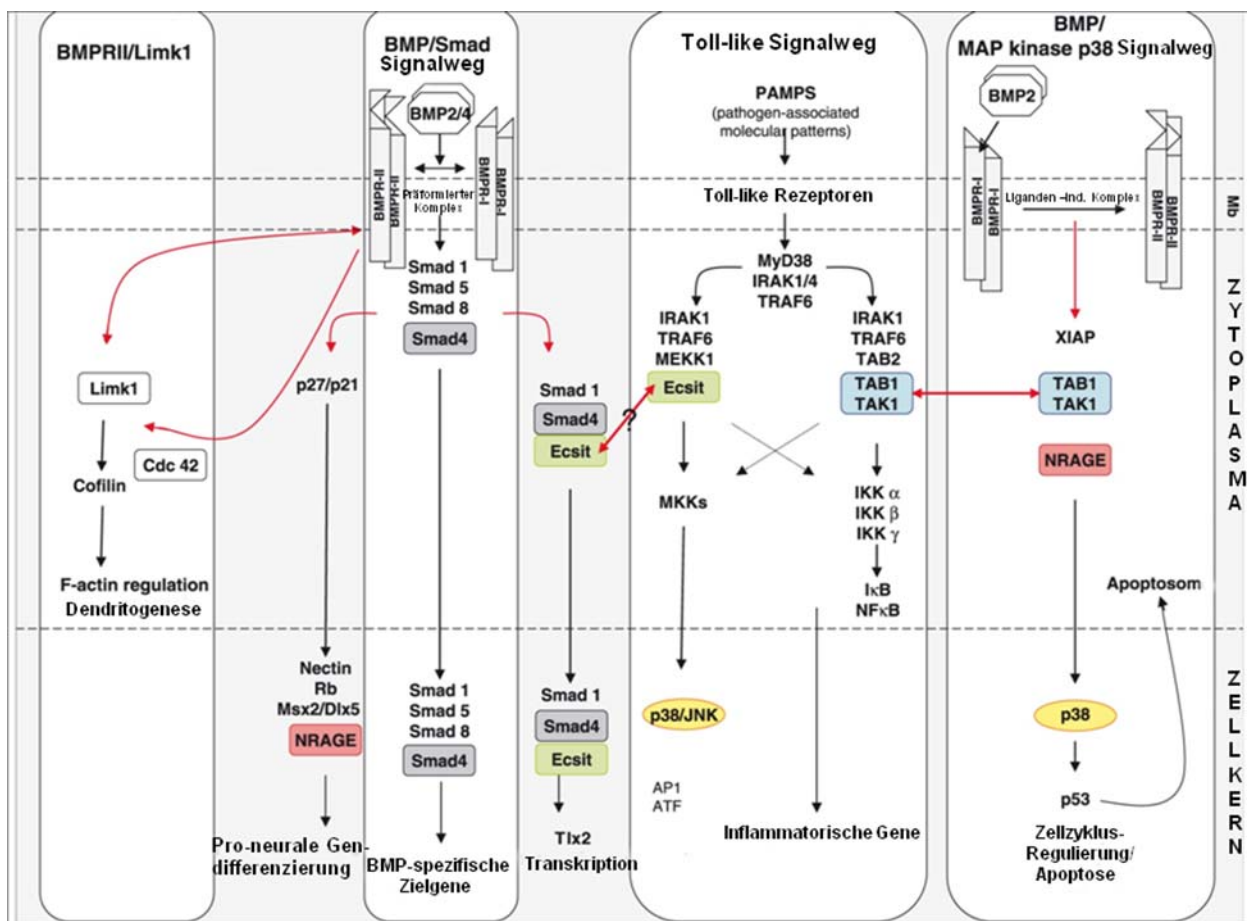 BMPRII/Limk1
Limk1
Cdc 42
Cofilin
F-actin regulation
Dendritogenese
BMP/Smad
Signalweg
BMP2/4
BMPR-II
BMPR-II
Präformierter
Komplex
BMPR-I
BMPR-I
Smad 1
Smad 5
Smad 8
Smad4
p27/p21
Nectin
Rb
Msx2/Dlx5
NRAGE
Pro-neurale Gen-
differenzierung
Smad 1
Smad 5
Smad 8
Smad4
BMP-spezifische
Zielgene
Smad 1
Smad4
Ecsit
?
Smad 1
Smad4
Ecsit
Tlx2
Transkription
Toll-like Signalweg
PAMPS
(pathogen-associated
molecular patterns)
Toll-like Rezeptoren
MyD38
IRAK1/4
TRAF6
IRAK1
TRAF6
MEKK1
Ecsit
MKKs
p38/JNK
AP1
ATF
IRAK1
TRAF6
TAB2
TAB1
TAK1
IKK α
IKK β
IKK γ
IκB
NFκB
Inflammatorische Gene
BMP/
MAP kinase p38 Signalweg
BMP2
BMPR-I
BMPR-I
Liganden -ind. Komplex
BMPR-II
BMPR-II
XIAP
TAB1
TAK1
NRAGE
Apoptosom
p38
p53
Zellzyklus-
Regulierung/
Apoptose
Mb
ZYTOPLASMA
ZELLKERN